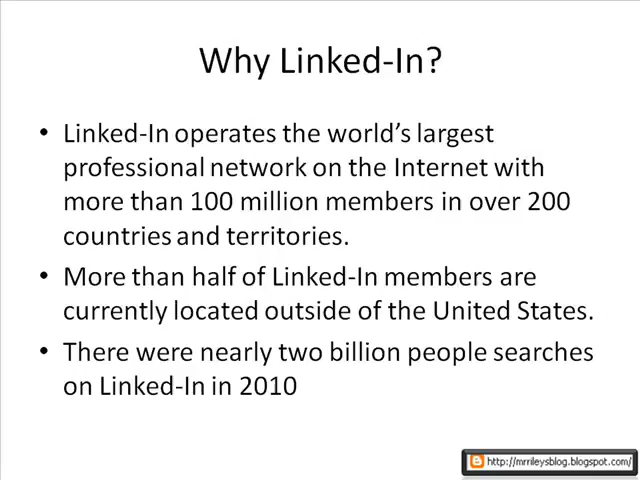 Why Linked-In?
• Linked-In operates the world's largest
professional network on the Internet with
more than 100 million members in over 200
countries and territories.
• More than half of Linked-In members are
currently located outside of the United States.
• There were nearly two billion people searches
on Linked-In in 2010
http://mrrileysblog.blogspot.com/